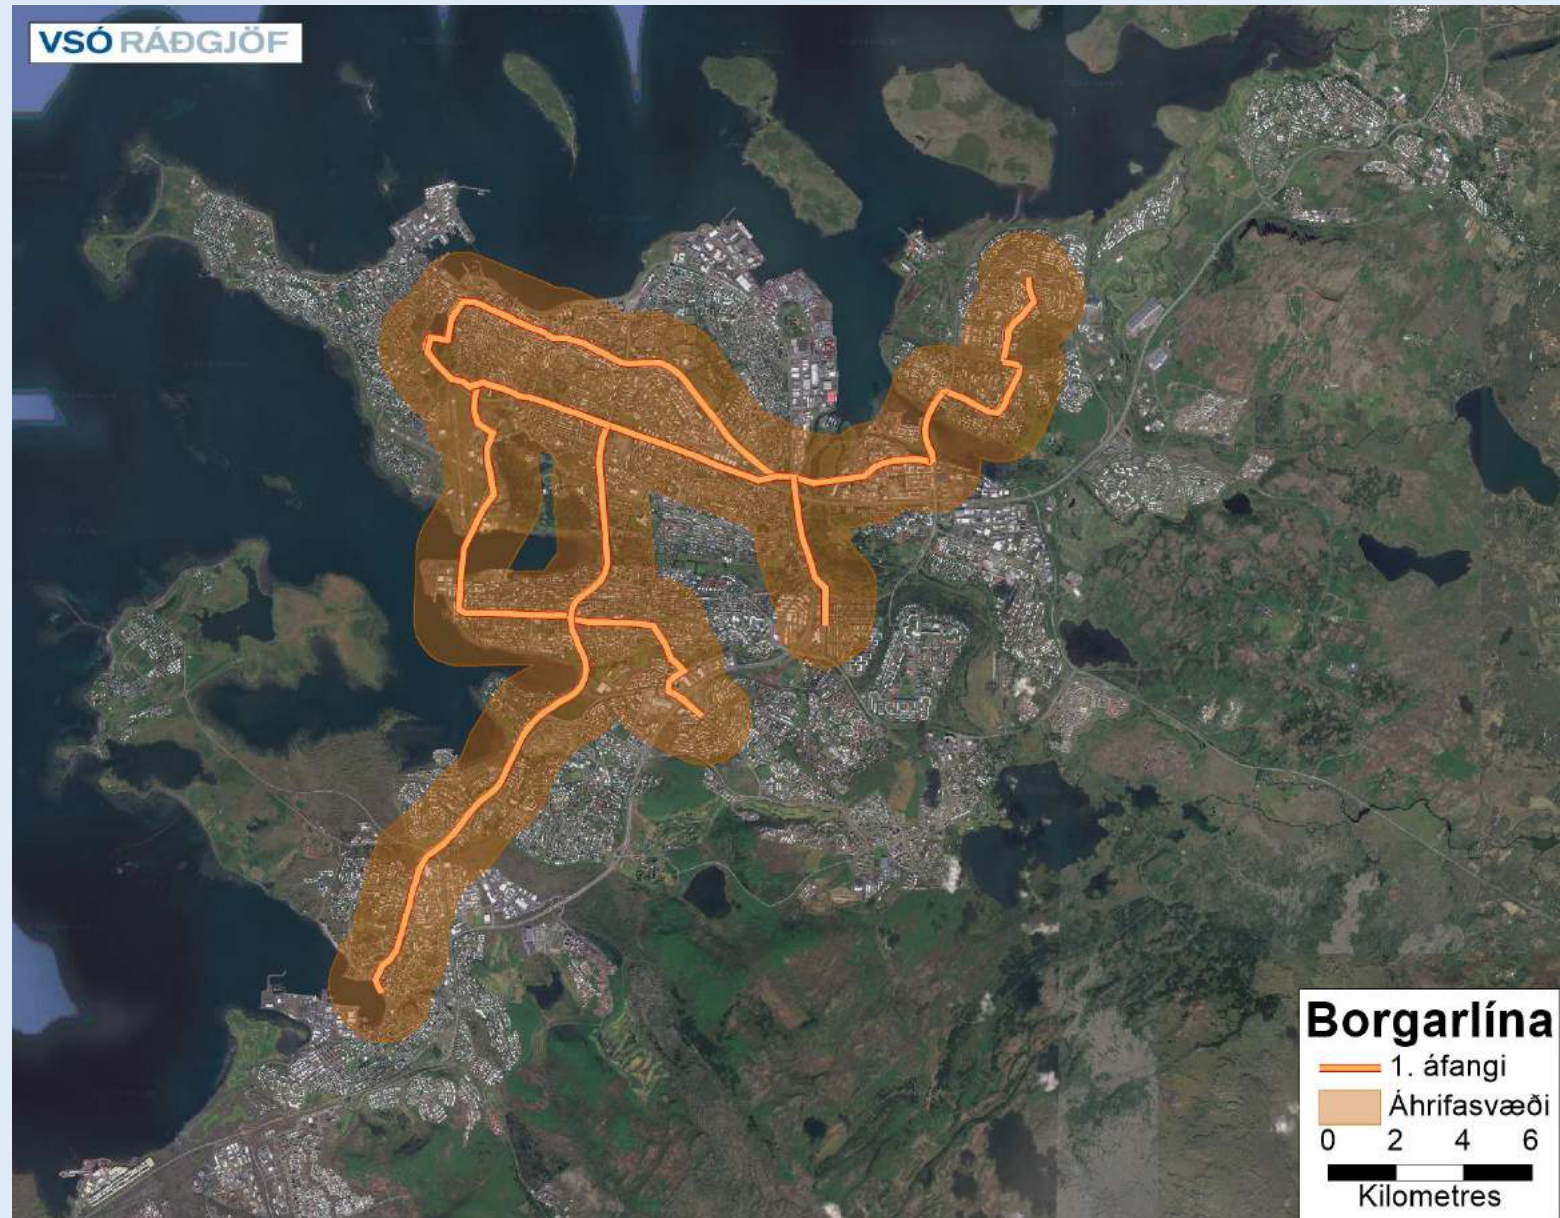 VSÓ RÁÐGJÖF
Borgarlína
1. áfangi
Áhrifasvæði
0 2 4 6
Kilometres